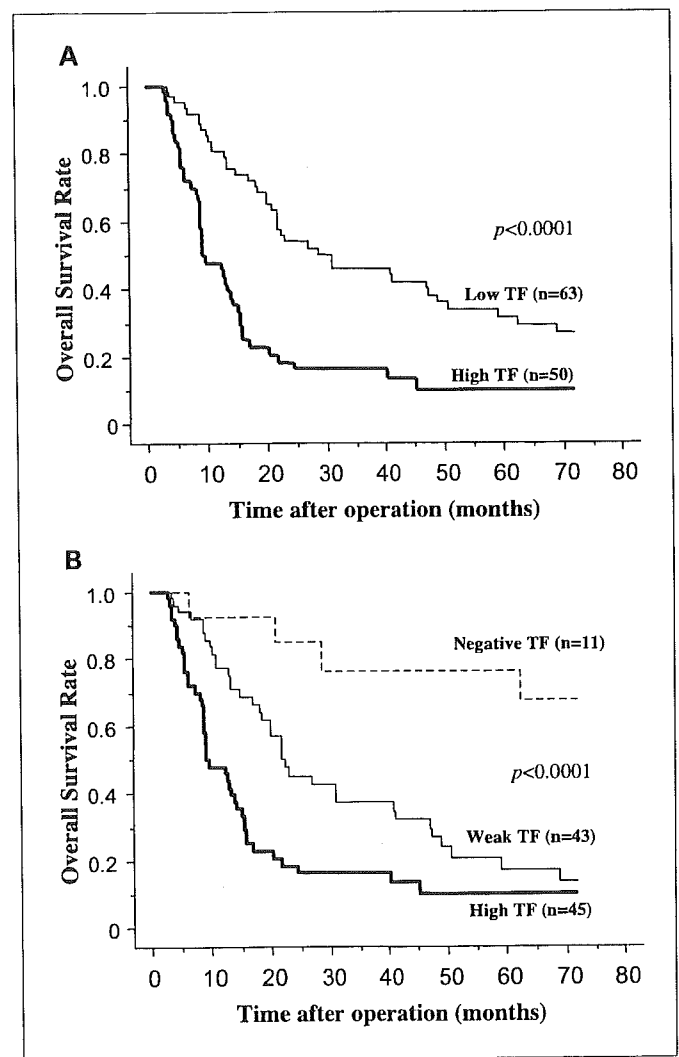 A
1.0
0.8
0.6
0.4
0.2
0
Overall Survival Rate
p<0.0001
Low TF (n=63)
High TF (n=50)
0 10 20 30 40 50 60 70 80
Time after operation (months)
B
1.0
0.8
0.6
0.4
0.2
0
Overall Survival Rate
Negative TF (n=11)
p<0.0001
Weak TF (n=43)
High TF (n=45)
0 10 20 30 40 50 60 70 80
Time after operation (months)